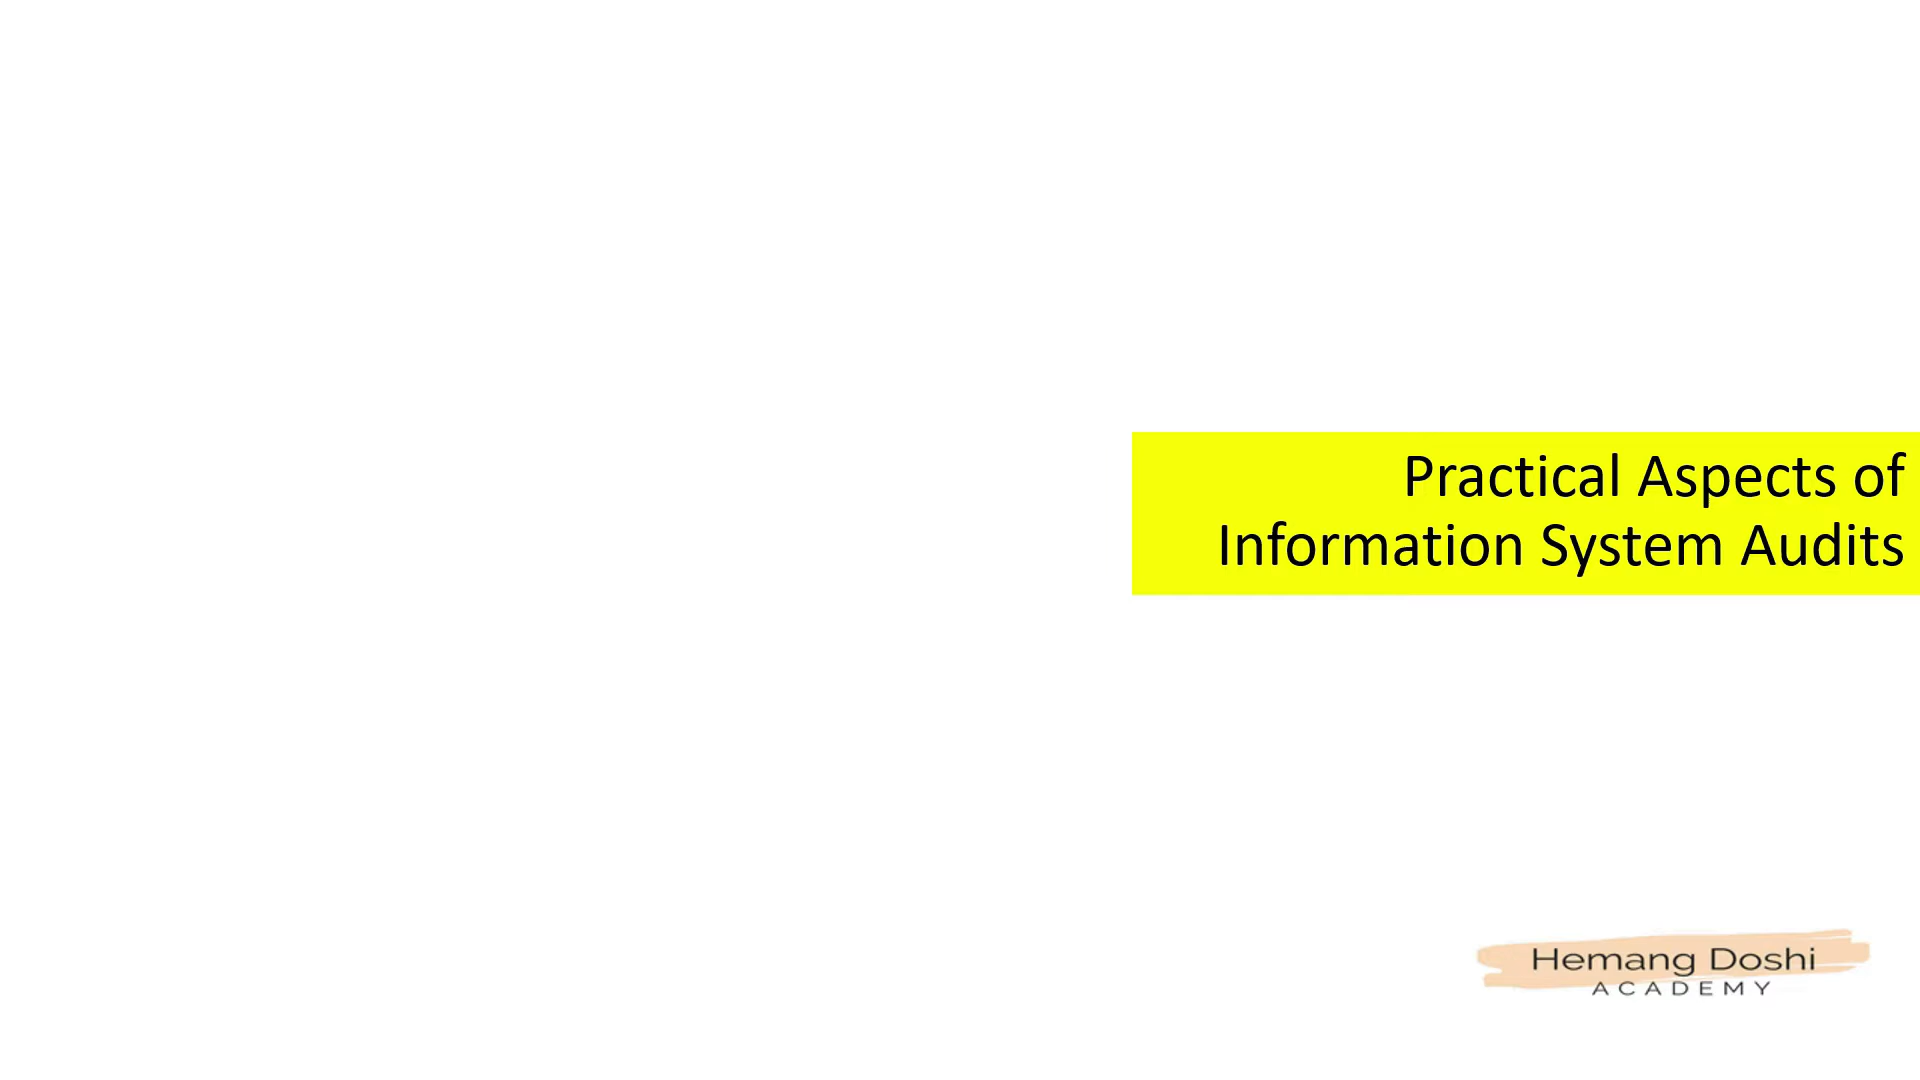 Practical Aspects of
Information System Audits
Hemang Doshi
ACADEMY